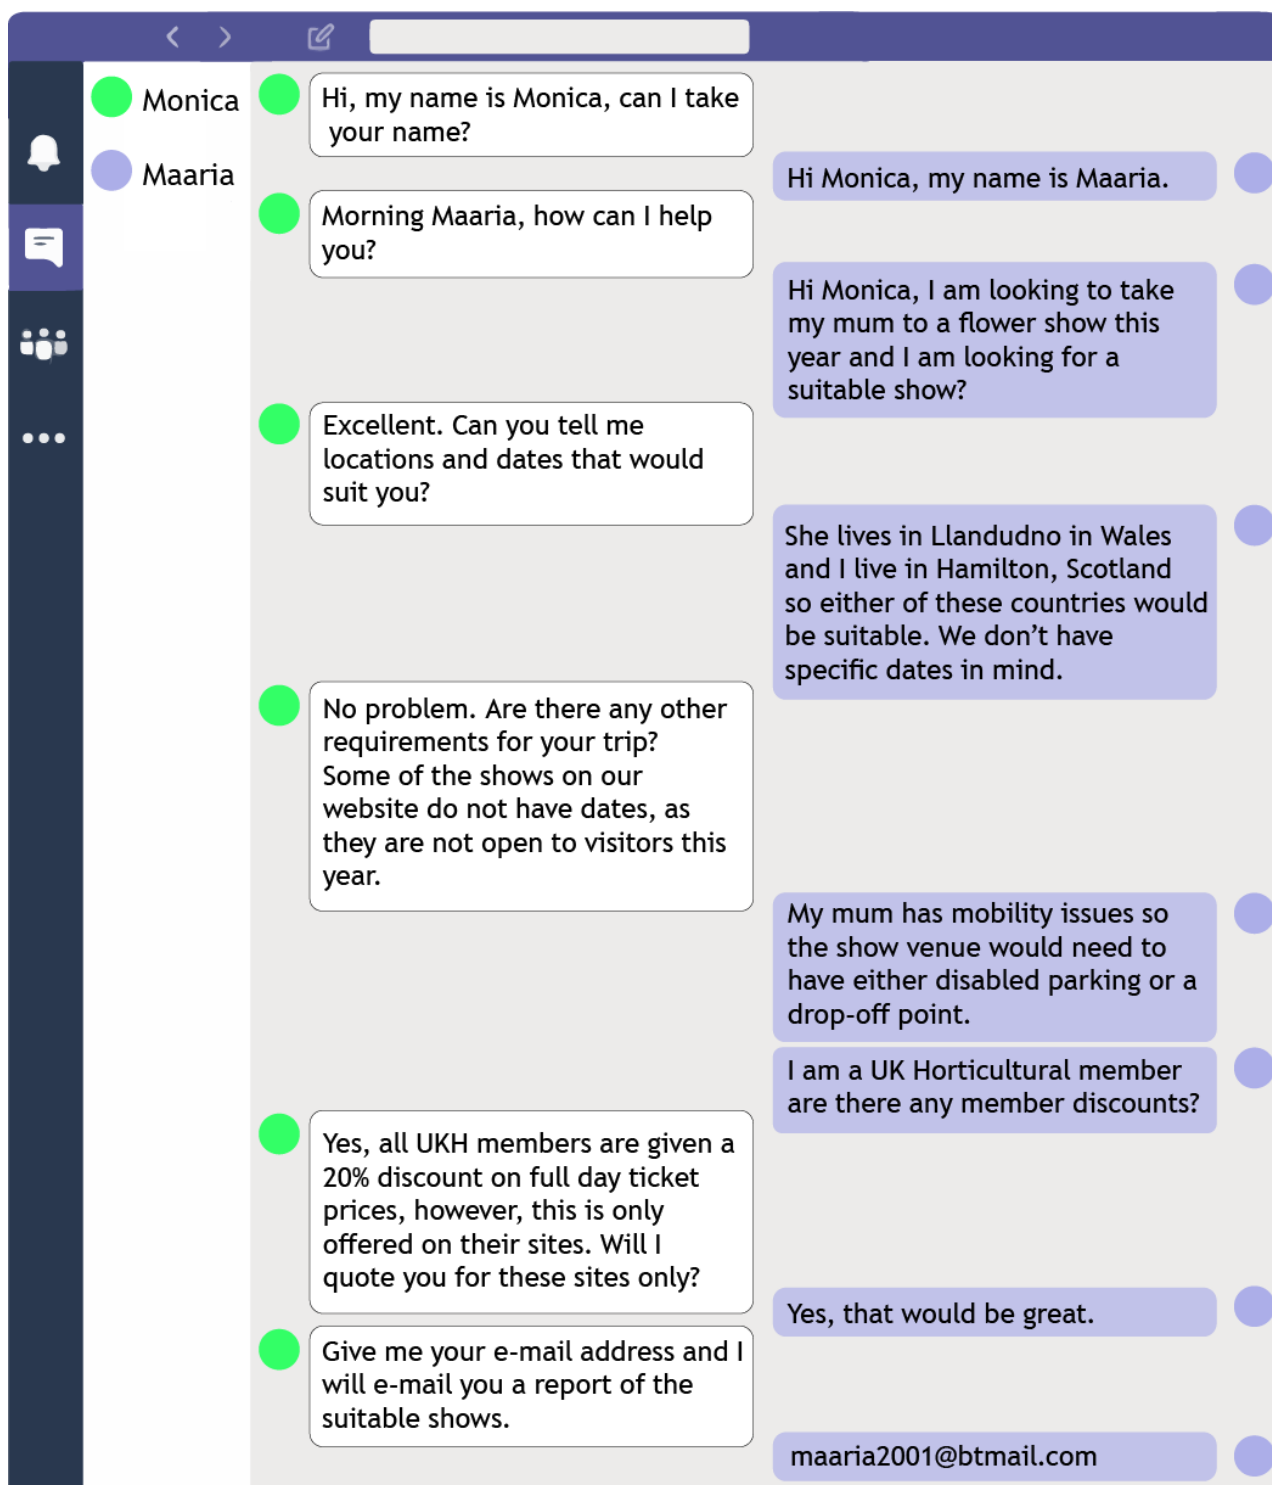 Monica
Maaria
Hi, my name is Monica, can I take
your name?
Hi Monica, my name is Maaria.
Morning Maaria, how can I help
you?
Hi Monica, I am looking to take
my mum to a flower show this
year and I am looking for a
suitable show?
Excellent. Can you tell me
locations and dates that would
suit you?
She lives in Llandudno in Wales
and I live in Hamilton, Scotland
so either of these countries would
be suitable. We don’t have
specific dates in mind.
No problem. Are there any other
requirements for your trip?
Some of the shows on our
website do not have dates, as
they are not open to visitors this
year.
My mum has mobility issues so
the show venue would need to
have either disabled parking or a
drop-off point.
I am a UK Horticultural member
are there any member discounts?
Yes, all UKH members are given a
20% discount on full day ticket
prices, however, this is only
offered on their sites. Will I
quote you for these sites only?
Yes, that would be great.
Give me your e-mail address and I
will e-mail you a report of the
suitable shows.
maaria2001@btmail.com